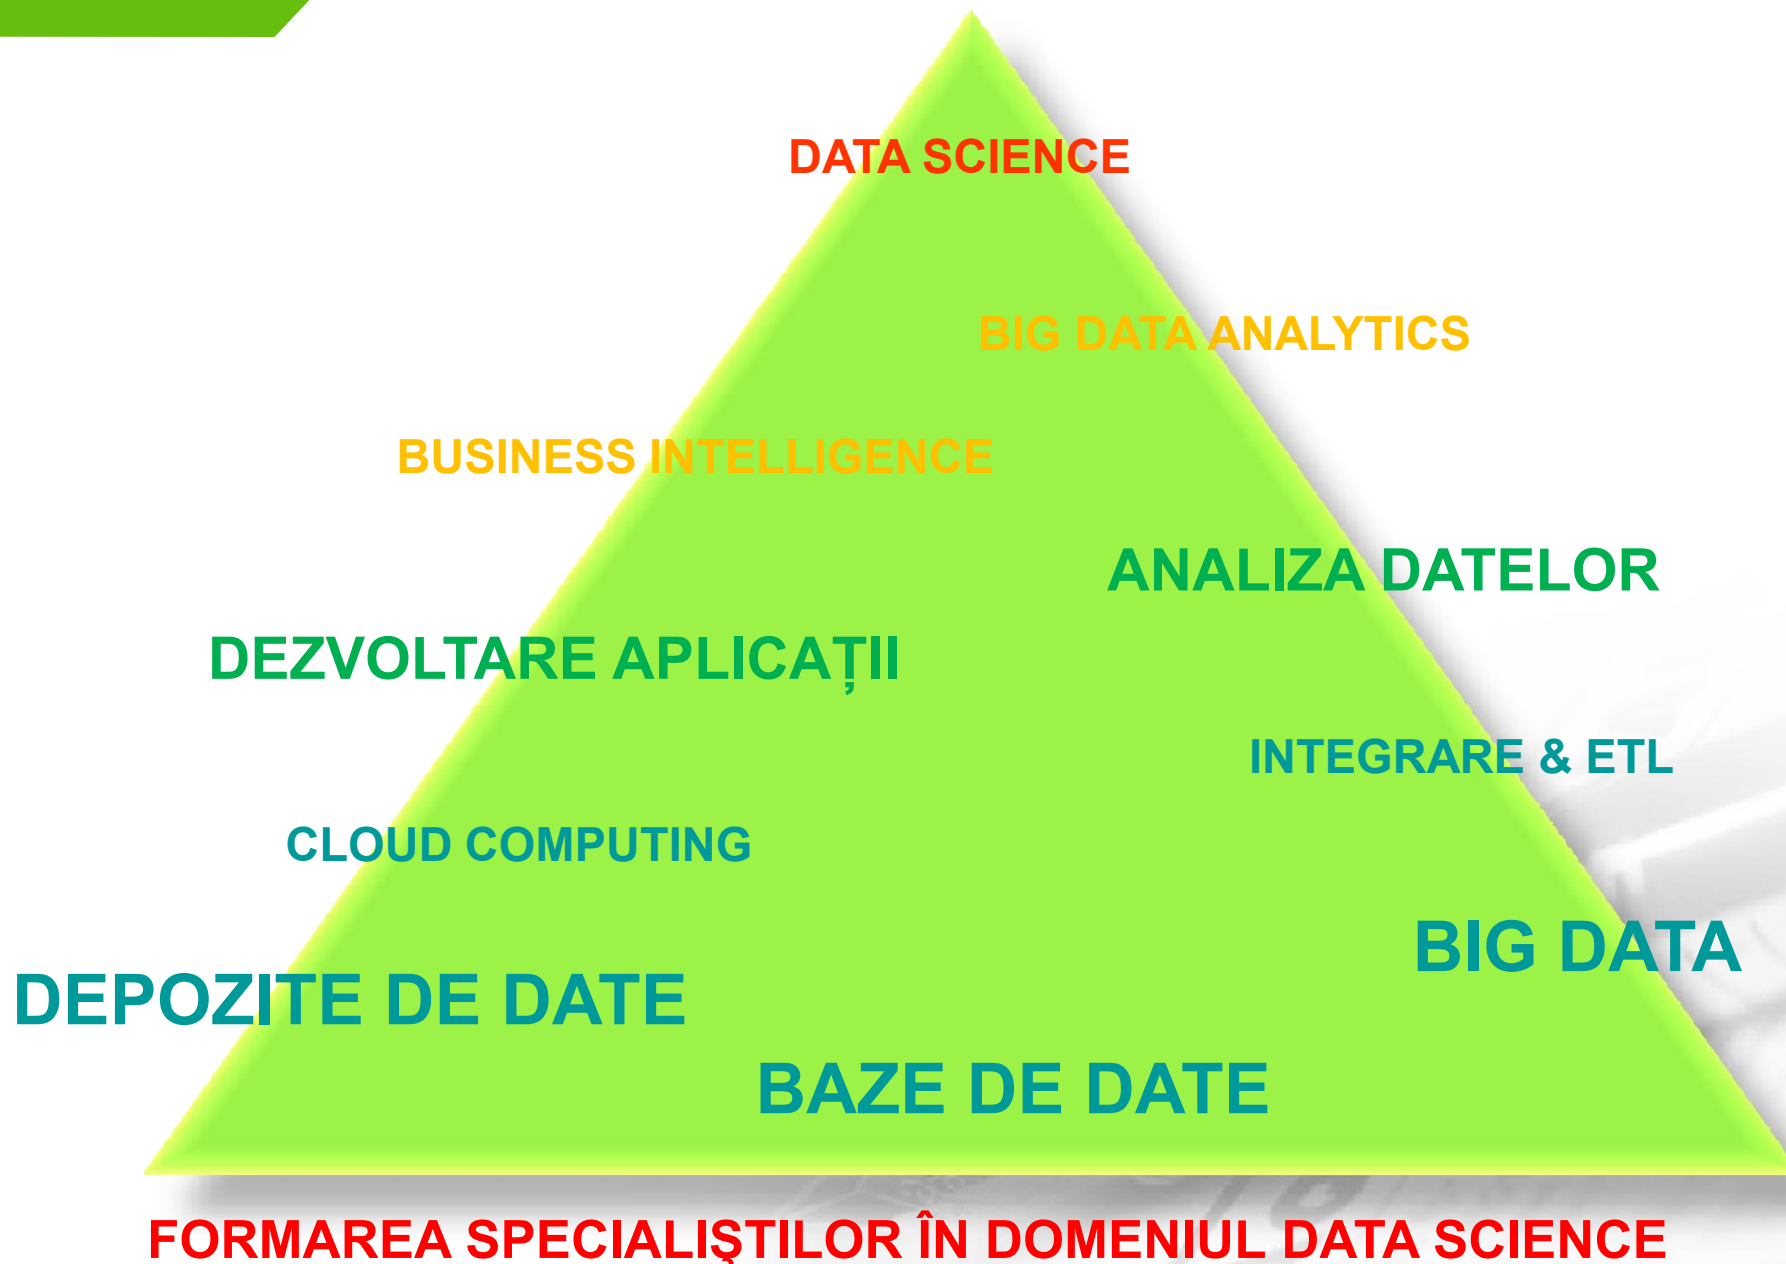 DATA SCIENCE
BIG DATA ANALYTICS
BUSINESS INTELLIGENCE
ANALIZA DATELOR
DEZVOLTARE APLICAȚII
INTEGRARE & ETL
CLOUD COMPUTING
BIG DATA
DEPOZITE DE DATE
BAZE DE DATE
FORMAREA SPECIALIŞTILOR ÎN DOMENIUL DATA SCIENCE